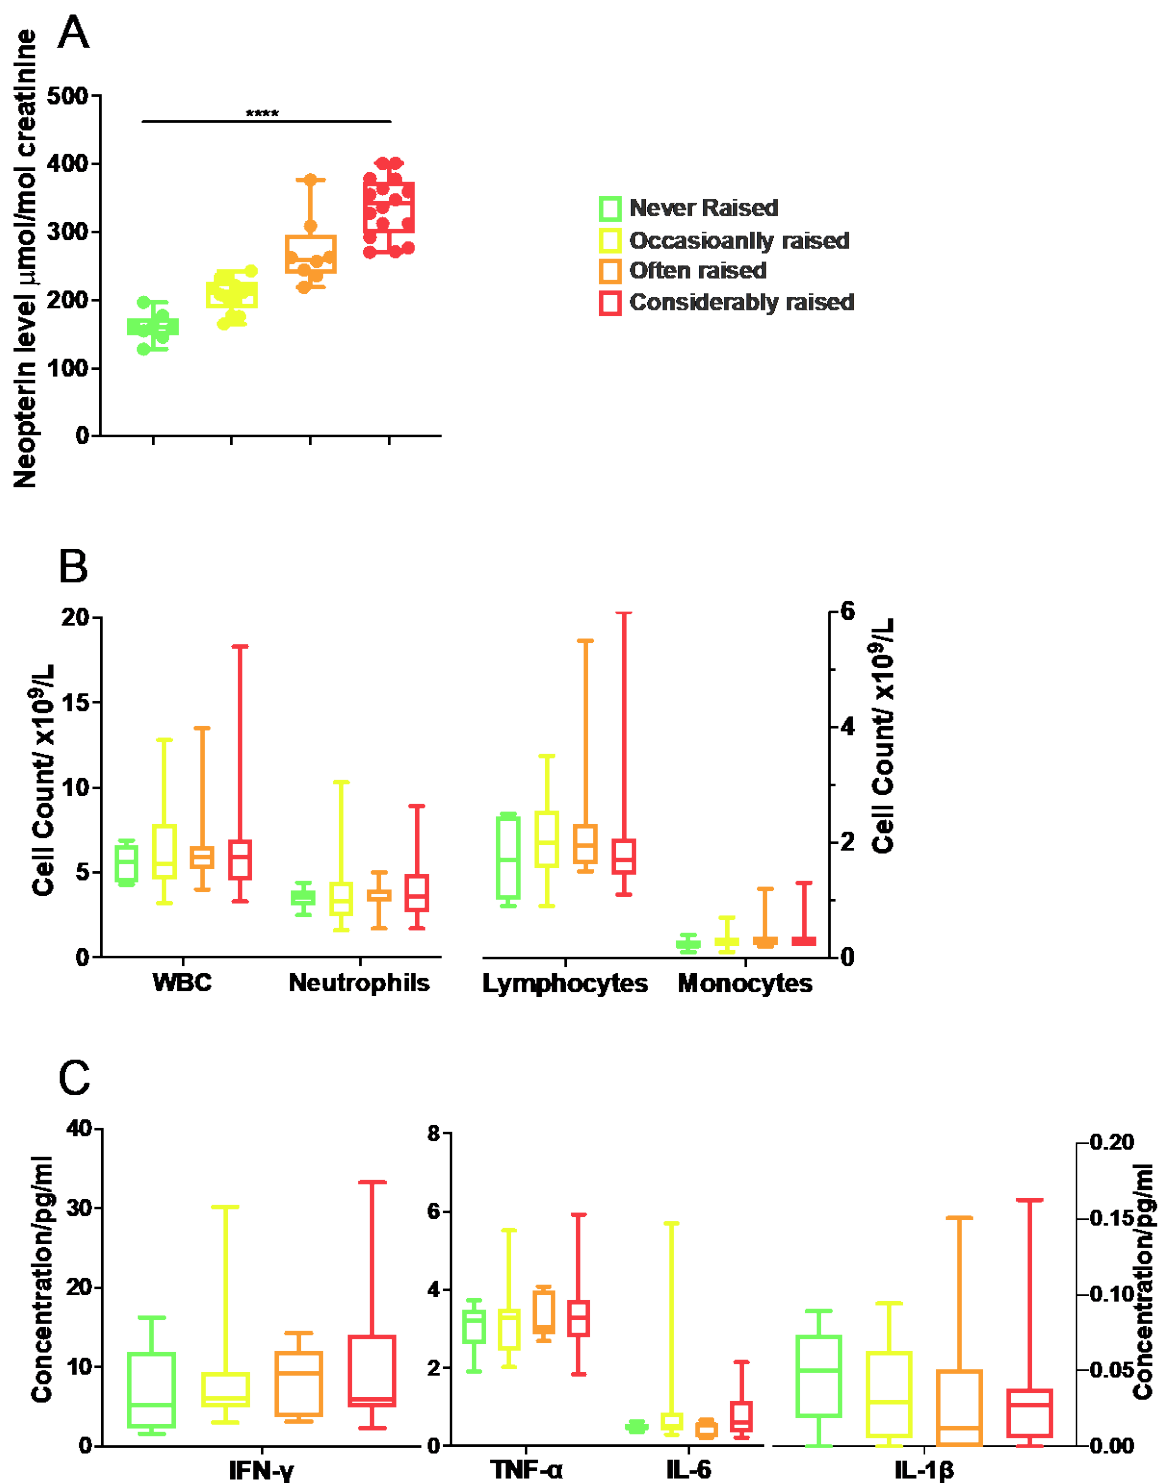 A
Neopterin level μmol/mol creatinine
500
400
300
200
100
0
****
Never Raised
Occasioanlly raised
Often raised
Considerably raised
B
Cell Count/ x10⁹/L
20
15
10
5
0
WBC
Neutrophils
Lymphocytes
Monocytes
6
4
2
0
Cell Count/ x10⁹/L
C
Concentration/pg/ml
40
30
20
10
0
IFN-γ
8
6
4
2
0
TNF-α
IL-6
IL-1β
0.20
0.15
0.10
0.05
0.00
Concentration/pg/ml